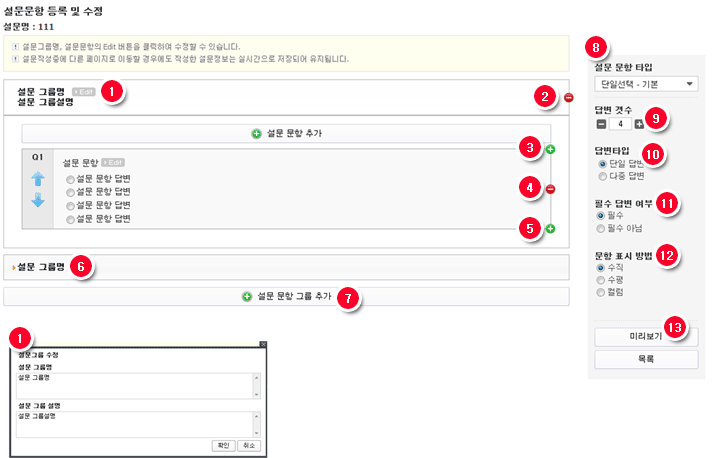 설문문항 등록 및 수정
설문명 : 111
설문그룹명, 설문문항의 Edit 버튼을 클릭하여 수정할 수 있습니다.
설문작성중에 다른 페이지로 이동할 경우에도 작성한 설문정보는 실시간으로 저장되어 유지됩니다.
설문 그룹명 Edit 1
설문 그룹설명
2
설문 문항 추가
3
Q1
설문 문항 Edit
설문 문항 답변
설문 문항 답변
4
설문 문항 답변
설문 문항 답변
5
설문 그룹명 6
설문 문항 그룹 추가 7
8
설문 문항 타입
단일선택 - 기본
답변 갯수
4 9
답변타입 10
단일 답변
다중 답변
필수 답변 여부 11
필수
필수 아님
문항 표시 방법 12
수직
수평
컬럼
13
미리보기
목록
1
설문그룹 수정
설문 그룹명
설문 그룹명
설문 그룹 설명
설문 그룹설명
확인 취소